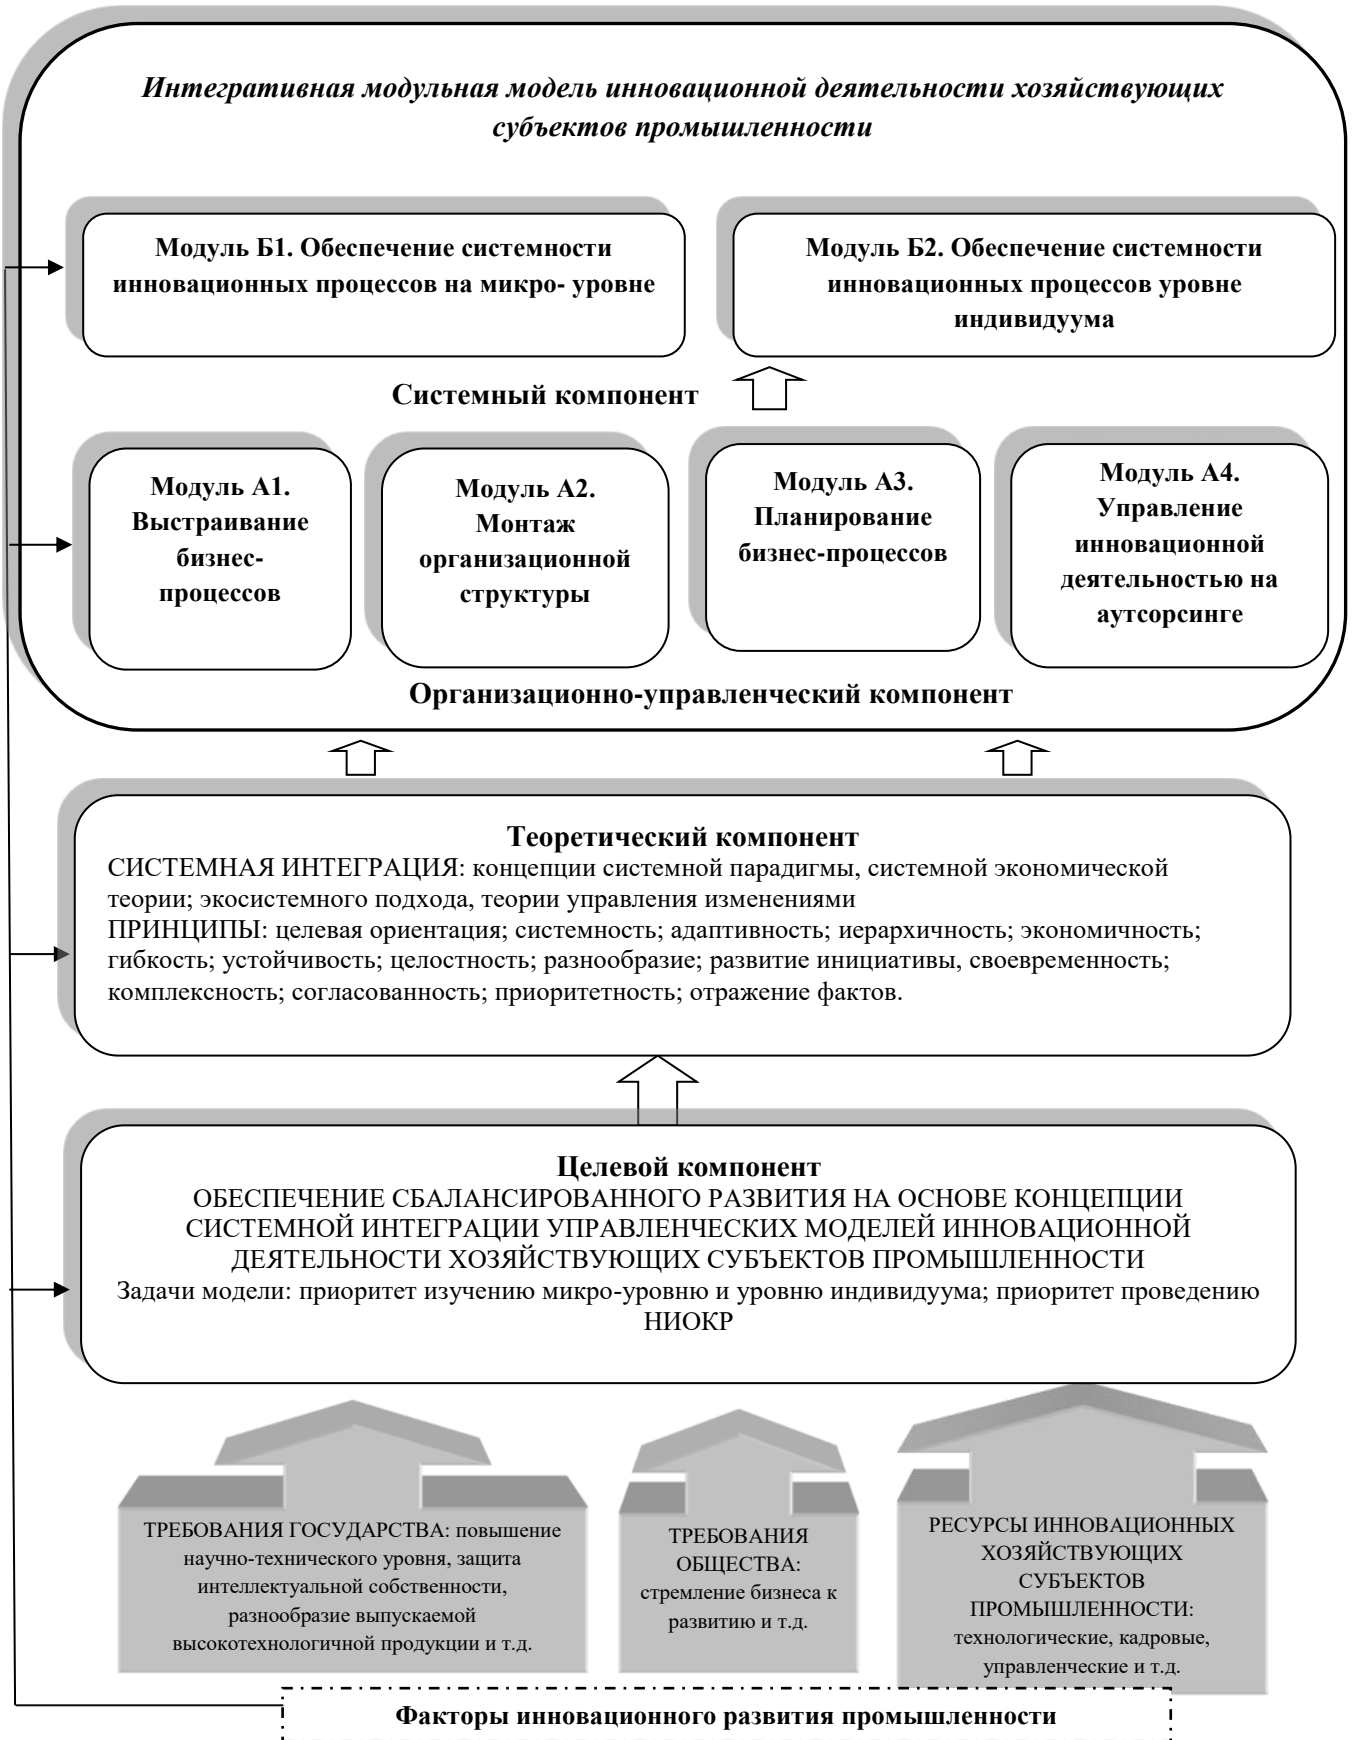 Интегративная модульная модель инновационной деятельности хозяйствующих
субъектов промышленности
Модуль Б1. Обеспечение системности
инновационных процессов на микро- уровне
Модуль Б2. Обеспечение системности
инновационных процессов уровне
индивидуума
Системный компонент
Модуль А1.
Выстраивание
бизнес-
процессов
Модуль А2.
Монтаж
организационной
структуры
Модуль А3.
Планирование
бизнес-процессов
Модуль А4.
Управление
инновационной
деятельностью на
аутсорсинге
Организационно-управленческий компонент
Теоретический компонент
СИСТЕМНАЯ ИНТЕГРАЦИЯ: концепции системной парадигмы, системной экономической
теории; экосистемного подхода, теории управления изменениями
ПРИНЦИПЫ: целевая ориентация; системность; адаптивность; иерархичность; экономичность;
гибкость; устойчивость; целостность; разнообразие; развитие инициативы, своевременность;
комплексность; согласованность; приоритетность; отражение фактов.
Целевой компонент
ОБЕСПЕЧЕНИЕ СБАЛАНСИРОВАННОГО РАЗВИТИЯ НА ОСНОВЕ КОНЦЕПЦИИ
СИСТЕМНОЙ ИНТЕГРАЦИИ УПРАВЛЕНЧЕСКИХ МОДЕЛЕЙ ИННОВАЦИОННОЙ
ДЕЯТЕЛЬНОСТИ ХОЗЯЙСТВУЮЩИХ СУБЪЕКТОВ ПРОМЫШЛЕННОСТИ
Задачи модели: приоритет изучению микро-уровню и уровню индивидуума; приоритет проведению
НИОКР
ТРЕБОВАНИЯ ГОСУДАРСТВА: повышение
научно-технического уровня, защита
интеллектуальной собственности,
разнообразие выпускаемой
высокотехнологичной продукции и т.д.
ТРЕБОВАНИЯ
ОБЩЕСТВА:
стремление бизнеса к
развитию и т.д.
РЕСУРСЫ ИННОВАЦИОННЫХ
ХОЗЯЙСТВУЮЩИХ
СУБЪЕКТОВ
ПРОМЫШЛЕННОСТИ:
технологические, кадровые,
управленческие и т.д.
Факторы инновационного развития промышленности